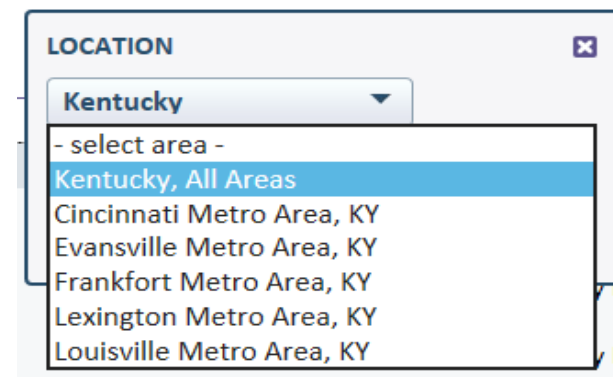 LOCATION
Kentucky
- select area -
Kentucky, All Areas
Cincinnati Metro Area, KY
Evansville Metro Area, KY
Frankfort Metro Area, KY
Lexington Metro Area, KY
Louisville Metro Area, KY